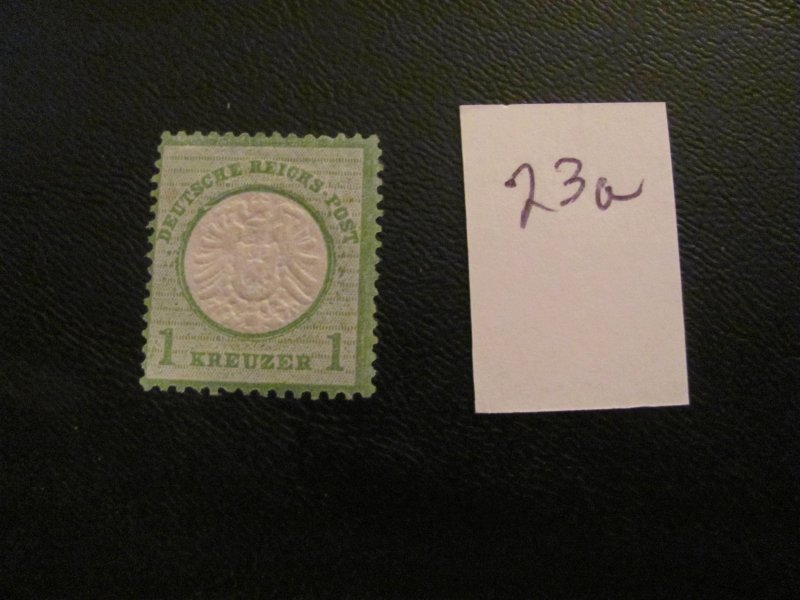 DEUTSCHE REICHS-POST
1 KREUZER 1
23a